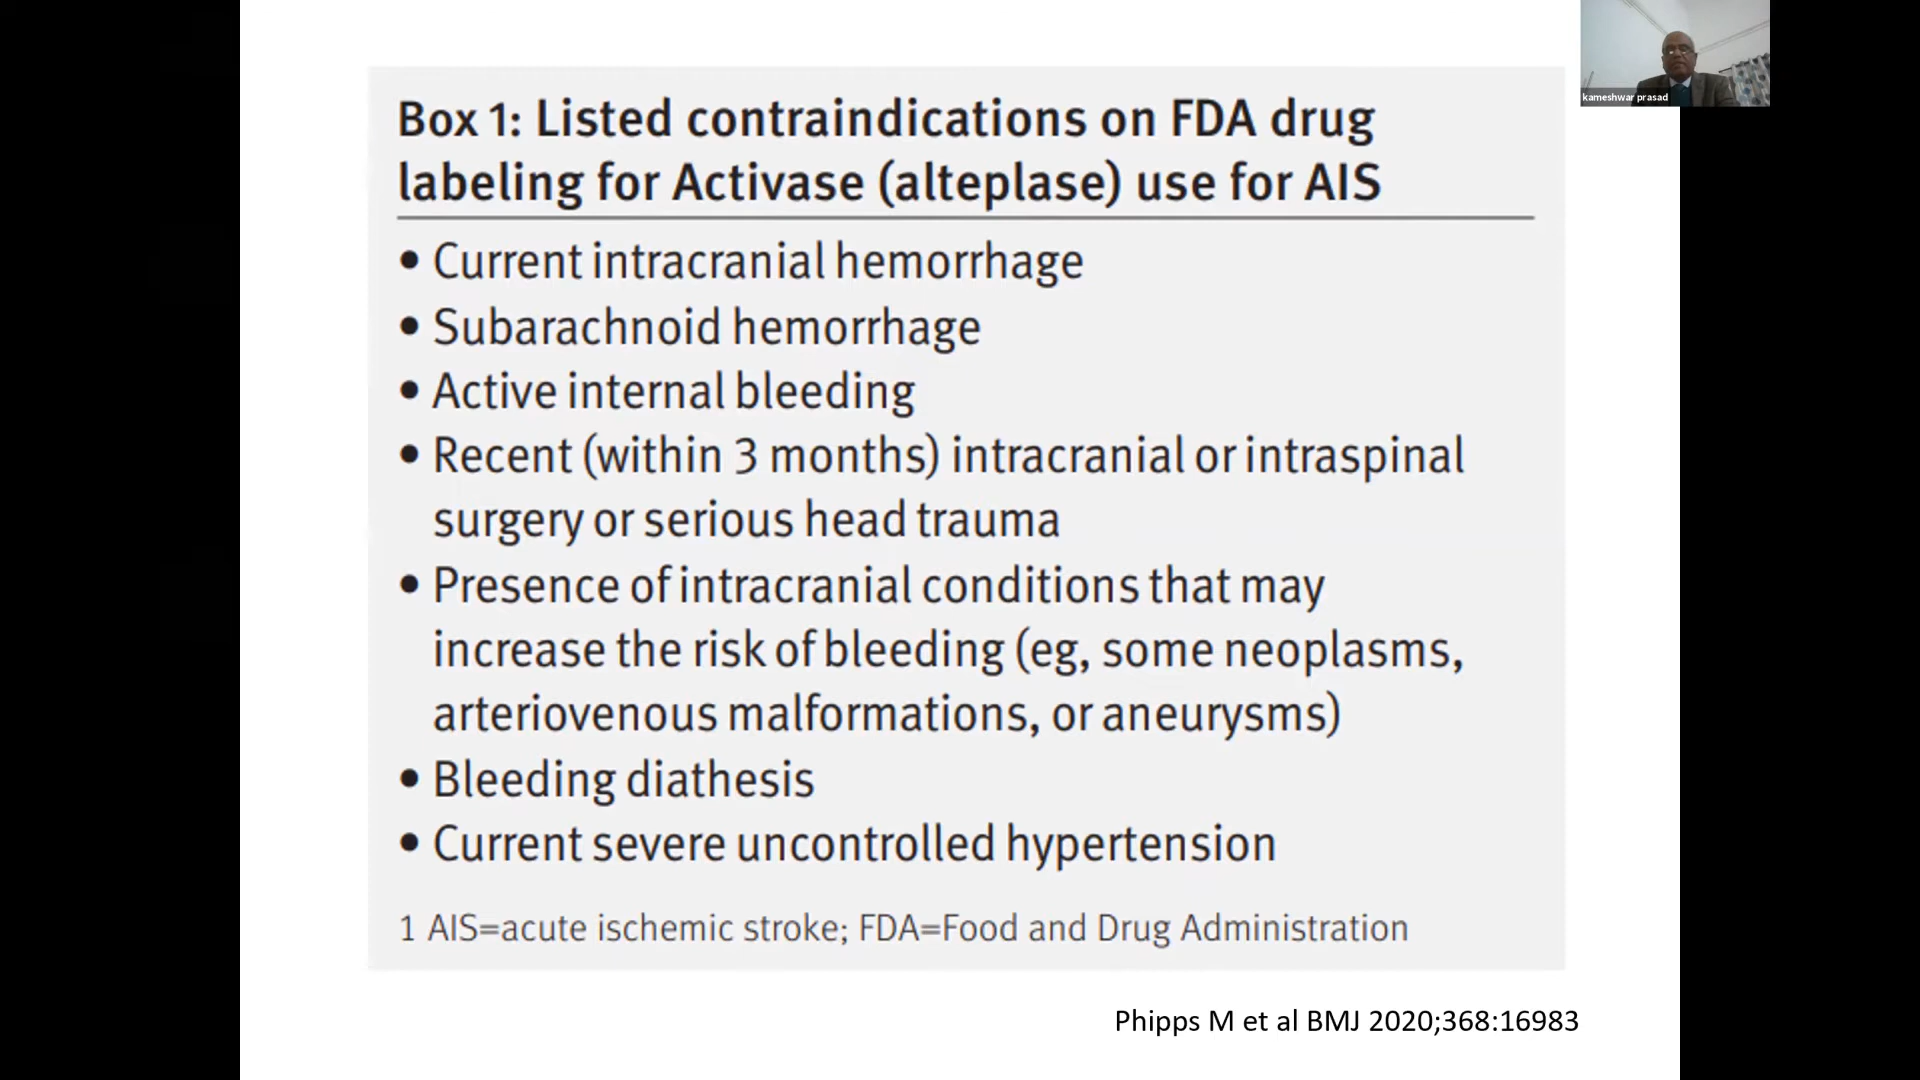 Box 1: Listed contraindications on FDA drug
labeling for Activase (alteplase) use for AIS
• Current intracranial hemorrhage
• Subarachnoid hemorrhage
• Active internal bleeding
• Recent (within 3 months) intracranial or intraspinal
surgery or serious head trauma
• Presence of intracranial conditions that may
increase the risk of bleeding (eg, some neoplasms,
arteriovenous malformations, or aneurysms)
• Bleeding diathesis
• Current severe uncontrolled hypertension
1 AIS=acute ischemic stroke; FDA=Food and Drug Administration
Phipps M et al BMJ 2020;368:16983
kameshwar prasad